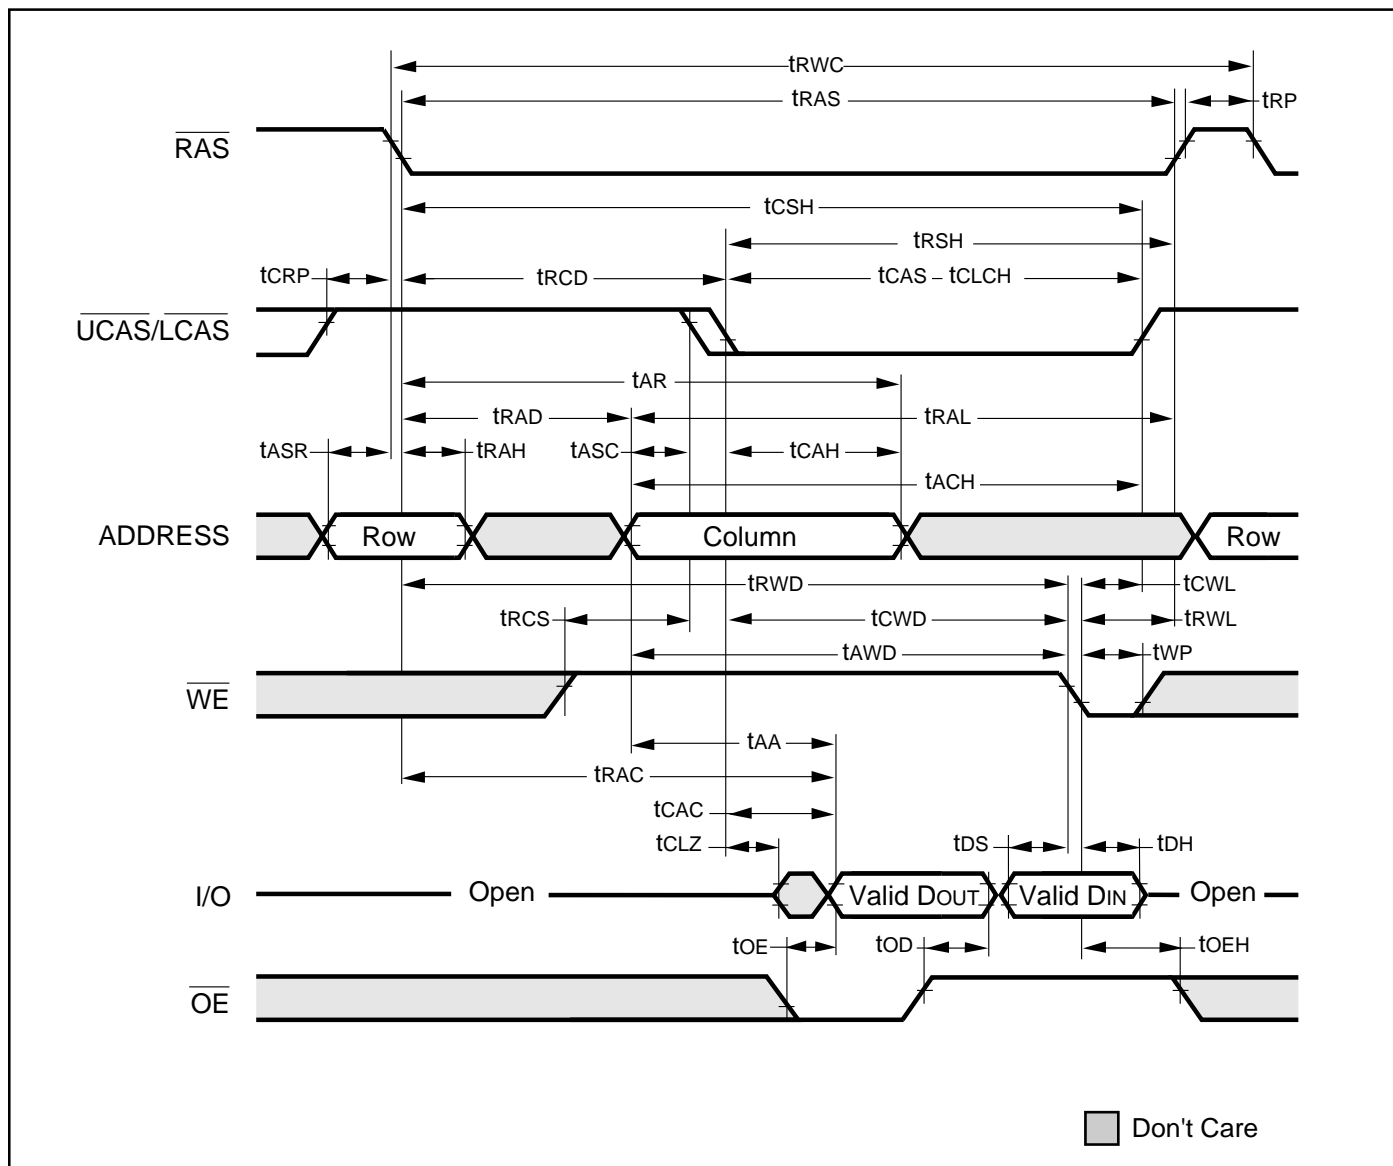 tRWC
tRAS
tRP
RAS
tCSH
tRSH
tCRP
tRCD
tCAS - tCLCH
UCAS/LCAS
tAR
tRAD
tRAL
tASR
tRAH
tASC
tCAH
tACH
ADDRESS
Row
Column
Row
tRWD
tCWL
tRCS
tCWD
tRWL
tAWD
tWP
WE
tAA
tRAC
tCAC
tCLZ
tDS
tDH
I/O
Open
Valid DOUT
Valid DIN
Open
tOE
tOD
tOEH
OE
Don't Care